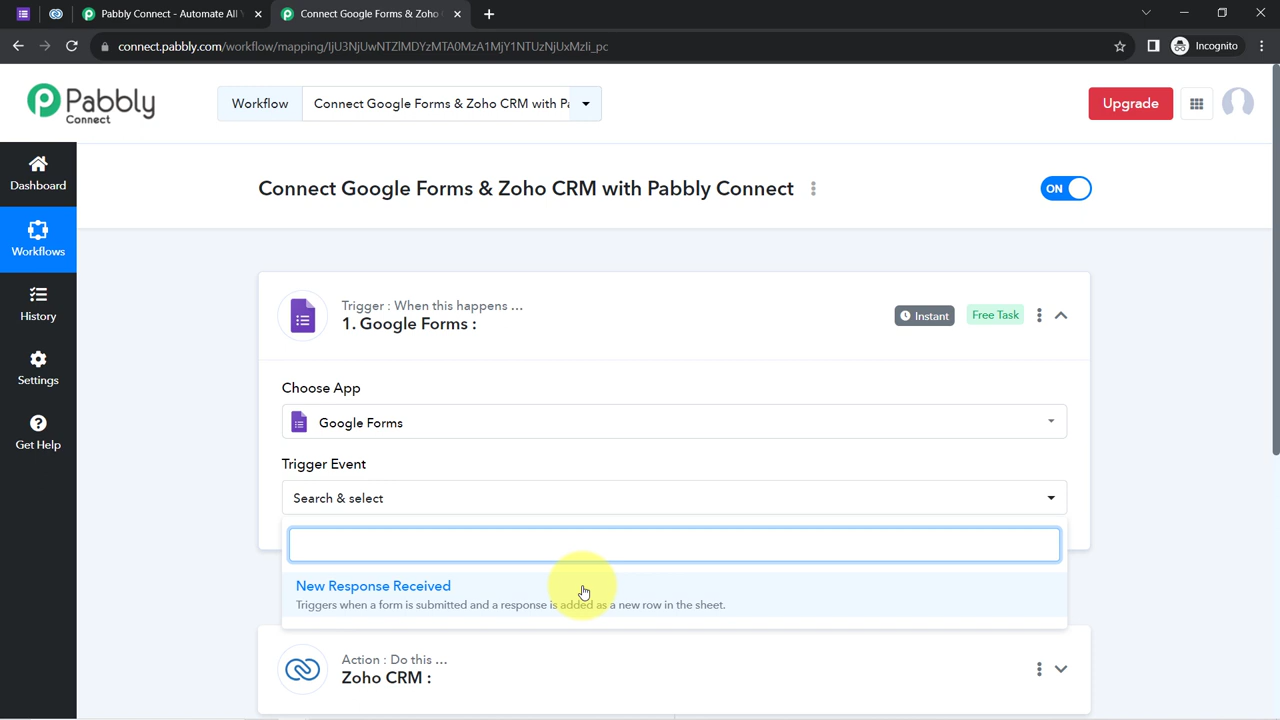 Pabbly Connect - Automate All Y
Connect Google Forms & Zoho
connect.pabbly.com/workflow/mapping/IjU3NjUwNTZlMDYzMTA0MzA1MjY1NTUzNjUxMzIi_pc
Incognito
Pabbly
Connect
Workflow
Connect Google Forms & Zoho CRM with Pa
Upgrade
Dashboard
Workflows
History
Settings
Get Help
Connect Google Forms & Zoho CRM with Pabbly Connect
ON
Trigger : When this happens ...
1. Google Forms :
Instant
Free Task
Choose App
Google Forms
Trigger Event
Search & select
New Response Received
Triggers when a form is submitted and a response is added as a new row in the sheet.
Action : Do this ...
Zoho CRM :